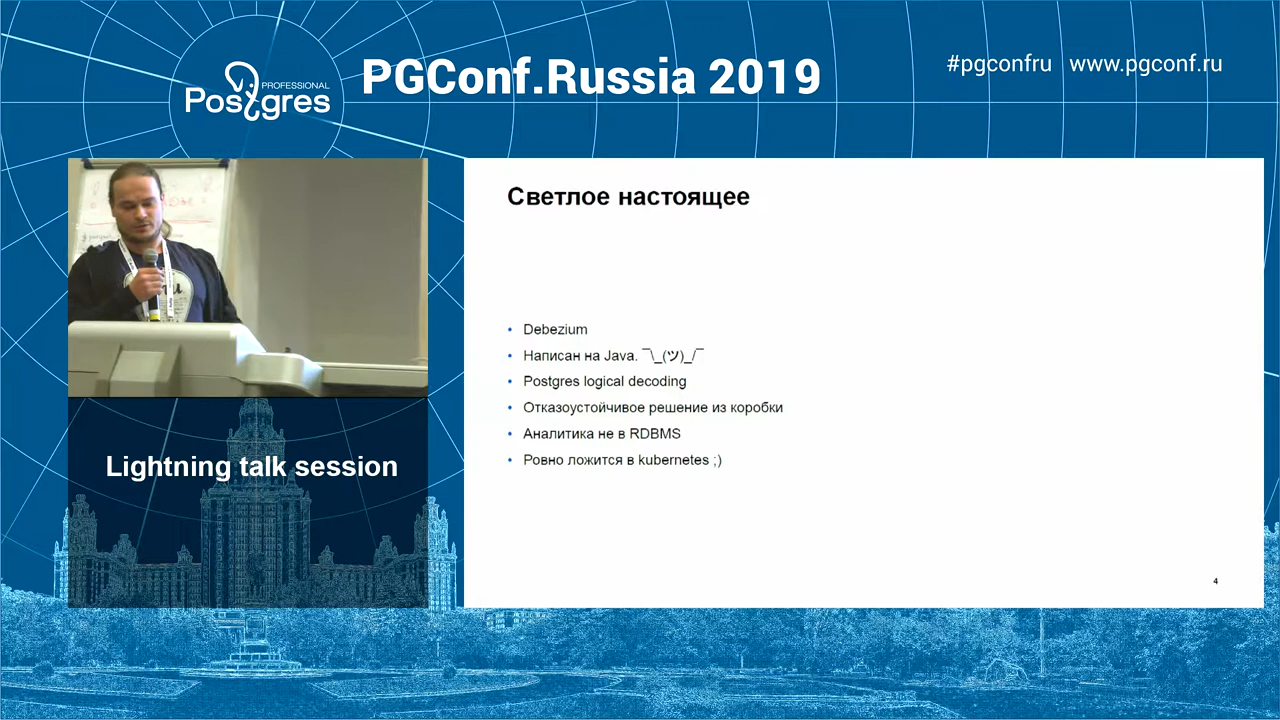 PROFESSIONAL
Postgres
PGConf.Russia 2019
#pgconfru www.pgconf.ru
Светлое настоящее
• Debezium
• Написан на Java. ¯\_(ツ)_/¯
• Postgres logical decoding
• Отказоустойчивое решение из коробки
• Аналитика не в RDBMS
• Ровно ложится в kubernetes ;)
4
Lightning talk session